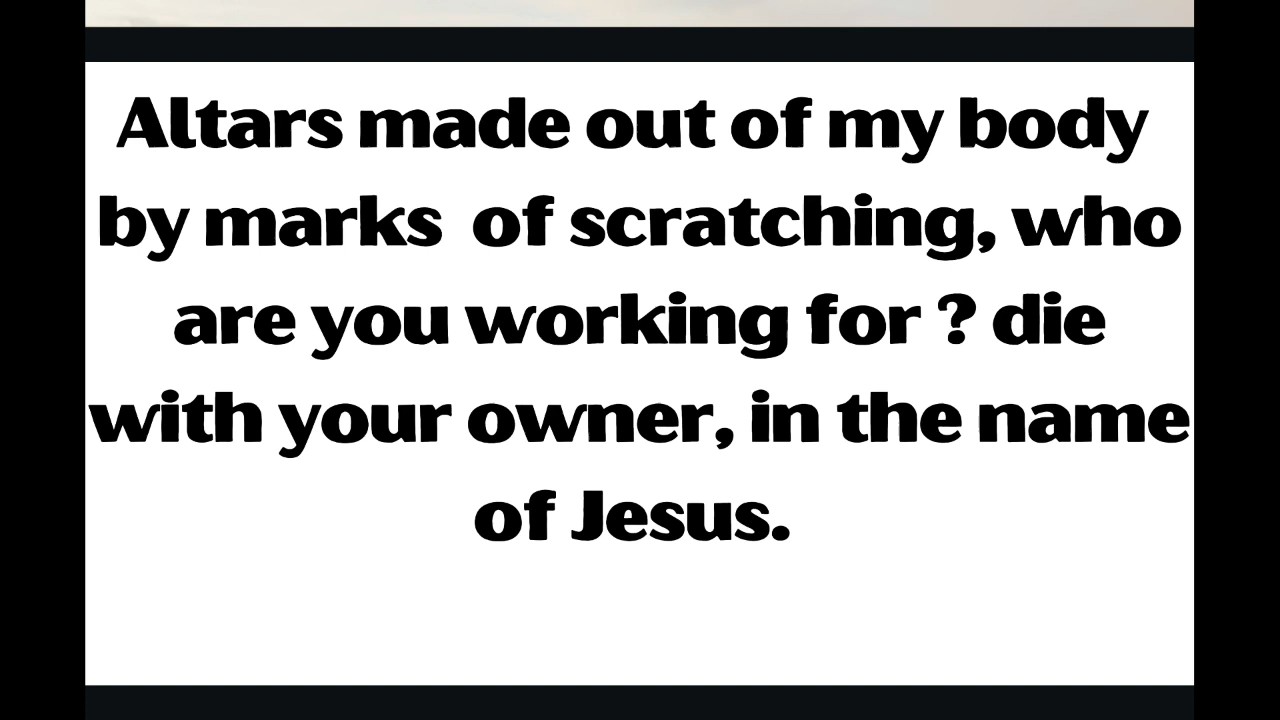 Altars made out of my body
by marks  of scratching, who
are you working for ? die
with your owner, in the name
of Jesus.